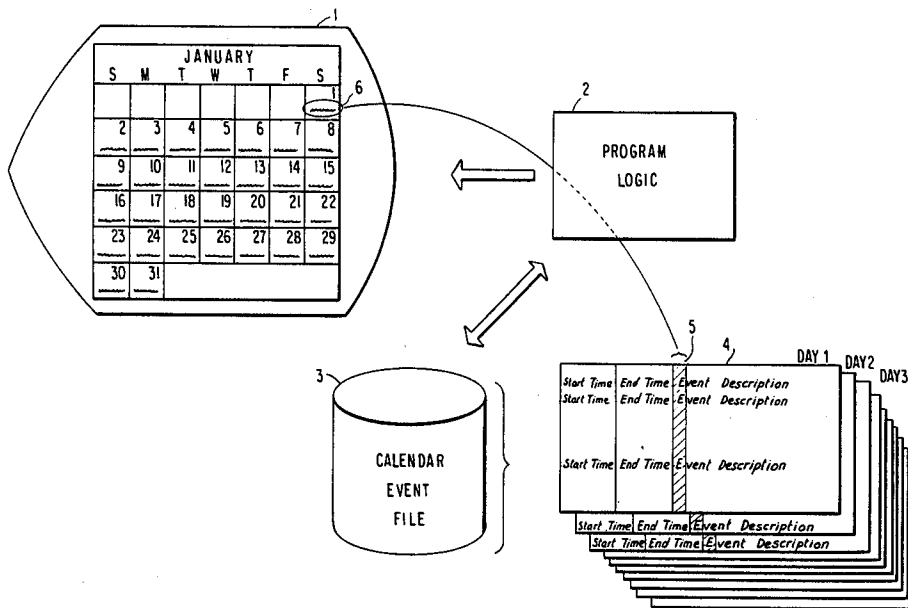 1
JANUARY
S M T W T F S
1
6
2 3 4 5 6 7 8
9 10 11 12 13 14 15
16 17 18 19 20 21 22
23 24 25 26 27 28 29
30 31
2
PROGRAM
LOGIC
3
CALENDAR
EVENT
FILE
5
4
DAY 1
DAY2
DAY3
Start Time End Time Event Description
Start Time End Time Event Description
Start Time End Time Event Description
Start Time End Time Event Description
Start Time End Time Event Description